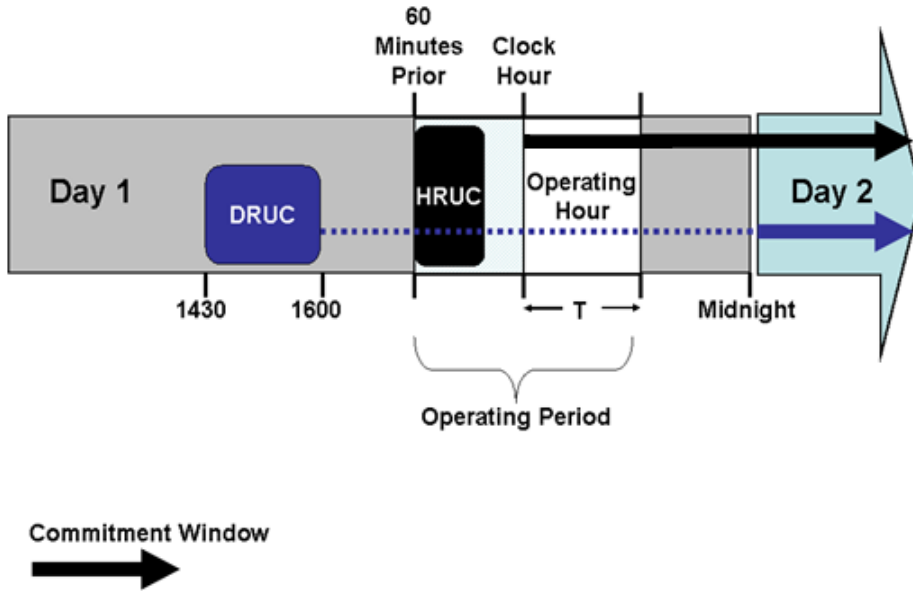 60
Minutes
Prior
Clock
Hour
Day 1
DRUC
HRUC
Operating
Hour
Day 2
1430
1600
T
Midnight
Operating Period
Commitment Window